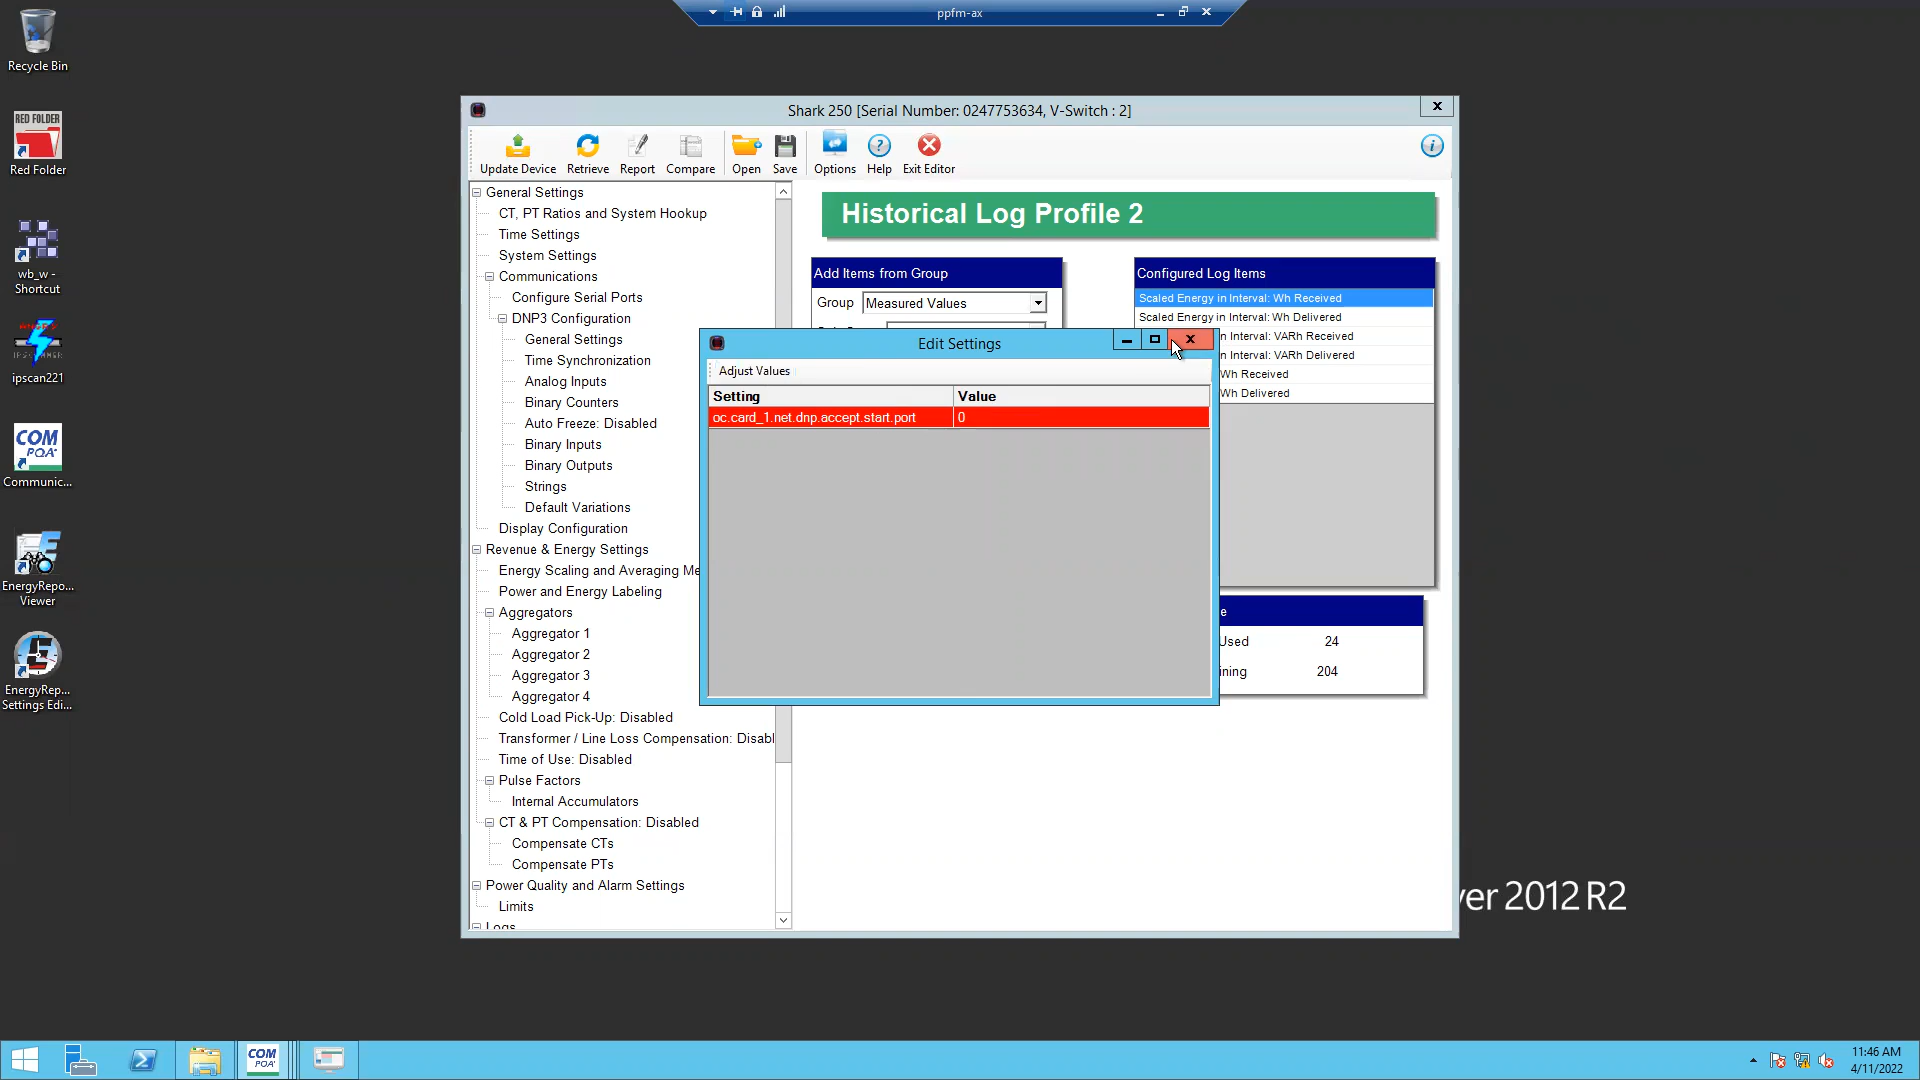 ppfm-ax
Recycle Bin
RED FOLDER
Red Folder
wb_w -
Shortcut
ipscan221
COM
PQA
Communic...
EnergyRepo...
Viewer
EnergyRep...
Settings Edi...
Shark 250 [Serial Number: 0247753634, V-Switch : 2]
Update Device
Retrieve
Report
Compare
Open
Save
Options
Help
Exit Editor
General Settings
CT, PT Ratios and System Hookup
Time Settings
System Settings
Communications
Configure Serial Ports
DNP3 Configuration
General Settings
Time Synchronization
Analog Inputs
Binary Counters
Auto Freeze: Disabled
Binary Inputs
Binary Outputs
Strings
Default Variations
Display Configuration
Revenue & Energy Settings
Energy Scaling and Averaging Me
Power and Energy Labeling
Aggregators
Aggregator 1
Aggregator 2
Aggregator 3
Aggregator 4
Cold Load Pick-Up: Disabled
Transformer / Line Loss Compensation: Disabl
Time of Use: Disabled
Pulse Factors
Internal Accumulators
CT & PT Compensation: Disabled
Compensate CTs
Compensate PTs
Power Quality and Alarm Settings
Limits
Logs
Historical Log Profile 2
Add Items from Group
Group Measured Values
Configured Log Items
Scaled Energy in Interval: Wh Received
Scaled Energy in Interval: Wh Delivered
n Interval: VARh Received
n Interval: VARh Delivered
Wh Received
Wh Delivered
e
Used 24
ining 204
Edit Settings
Adjust Values
Setting Value
oc.card_1.net.dnp.accept.start.port 0
ver 2012 R2
COM
PQA
11:46 AM
4/11/2022